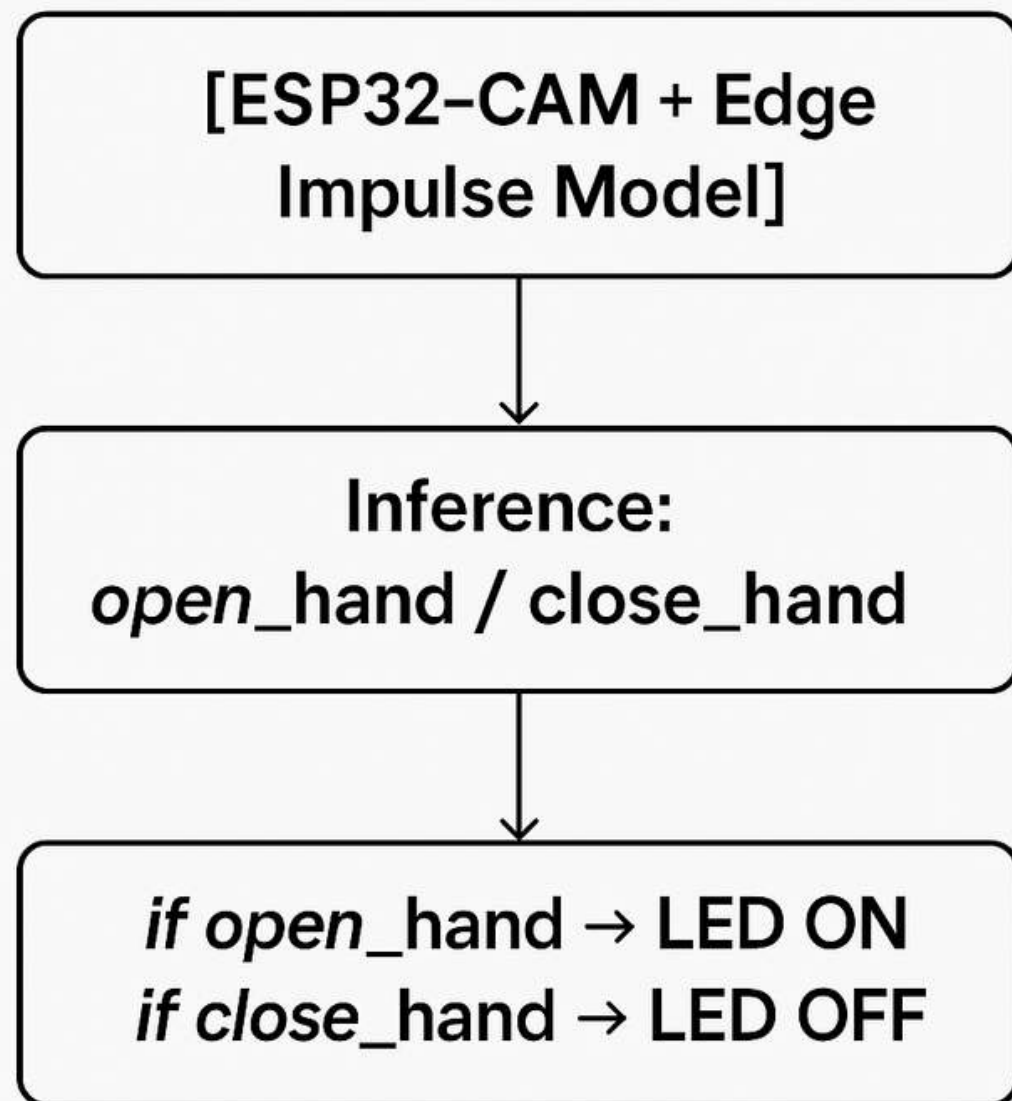 [ESP32–CAM + Edge
Impulse Model]
Inference:
open_hand / close_hand
if open_hand → LED ON
if close_hand → LED OFF